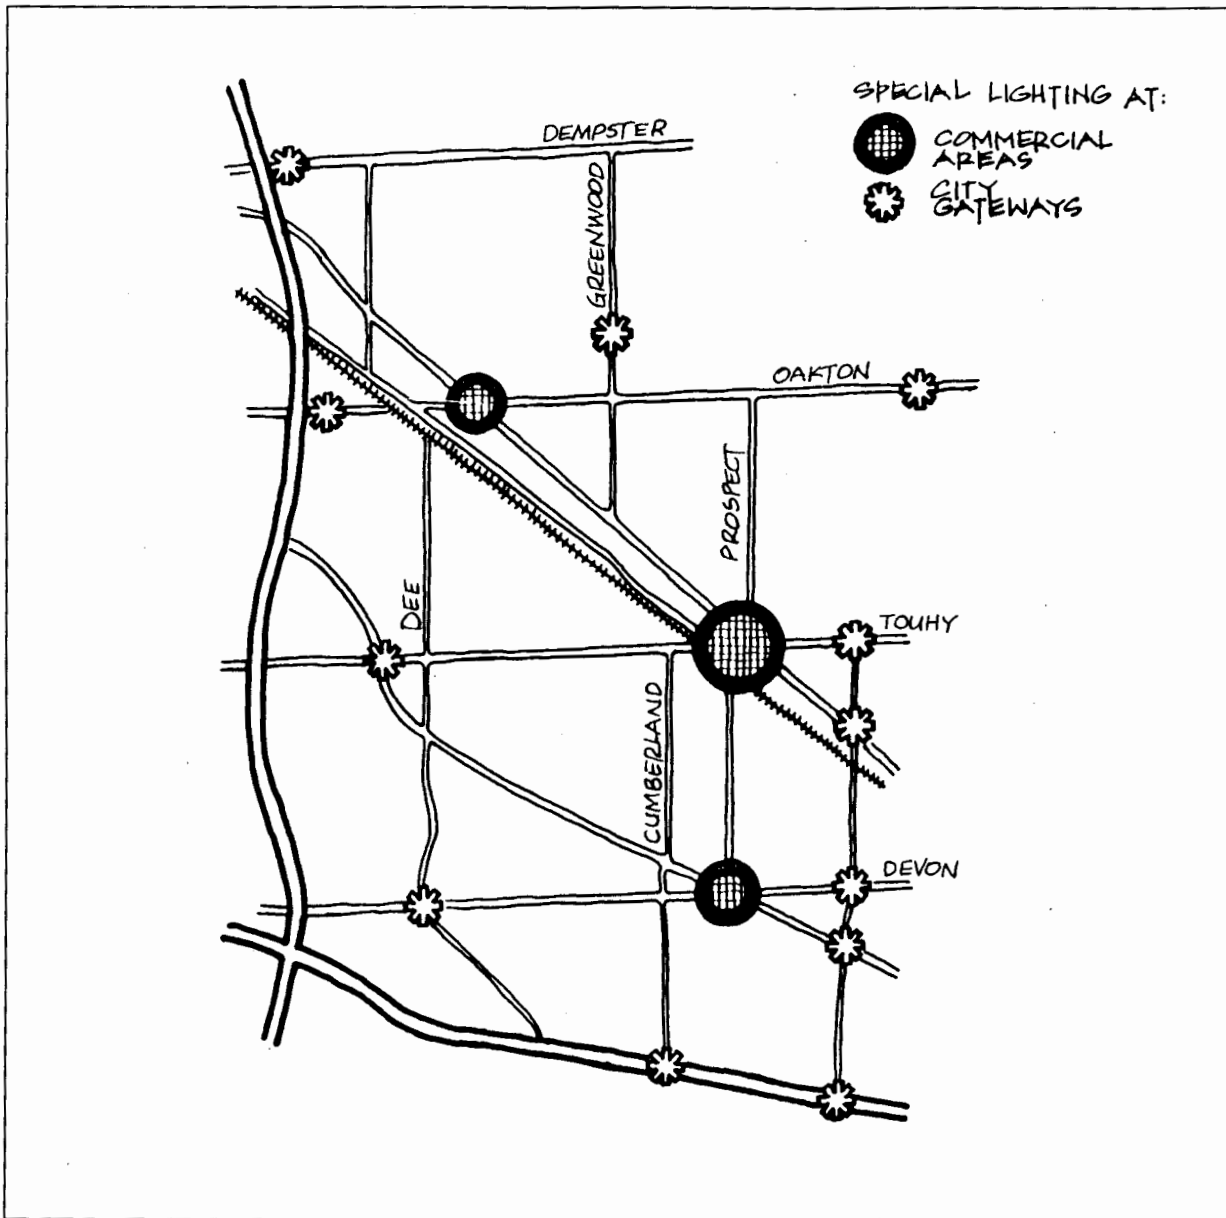 SPECIAL LIGHTING AT:
COMMERCIAL
AREAS
CITY
GATEWAYS
DEMPSTER
GREENWOOD
OAKTON
PROSPECT
DEE
TOUHY
CUMBERLAND
DEVON